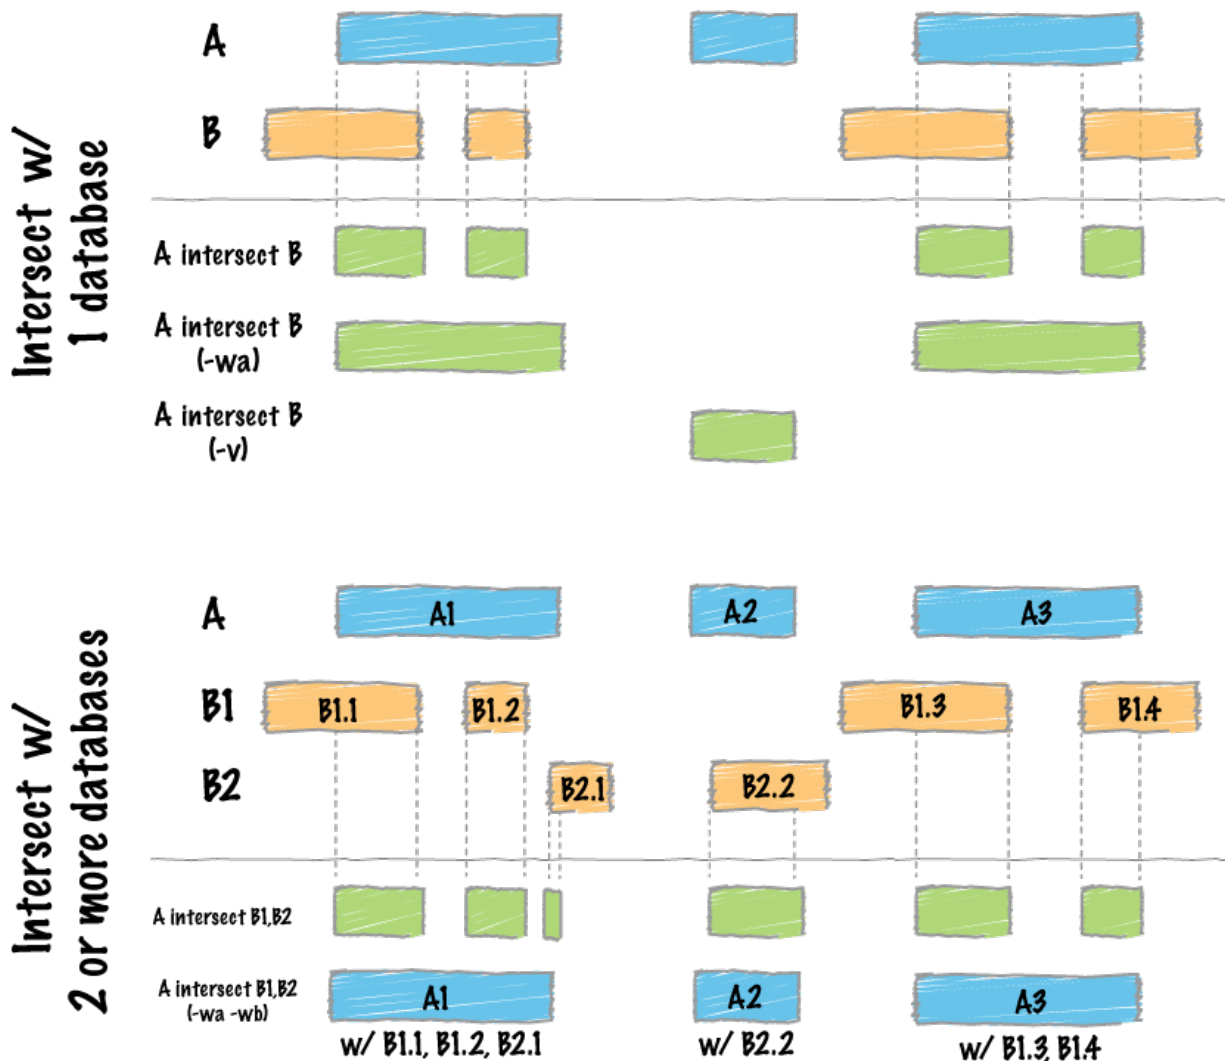 Intersect w/
1 database
A
B
A intersect B
A intersect B
(-wa)
A intersect B
(-v)
Intersect w/
2 or more databases
A
A1
A2
A3
B1
B1.1
B1.2
B1.3
B1.4
B2
B2.1
B2.2
A intersect B1,B2
A intersect B1,B2
(-wa -wb)
A1
A2
A3
w/ B1.1, B1.2, B2.1
w/ B2.2
w/ B1.3, B1.4